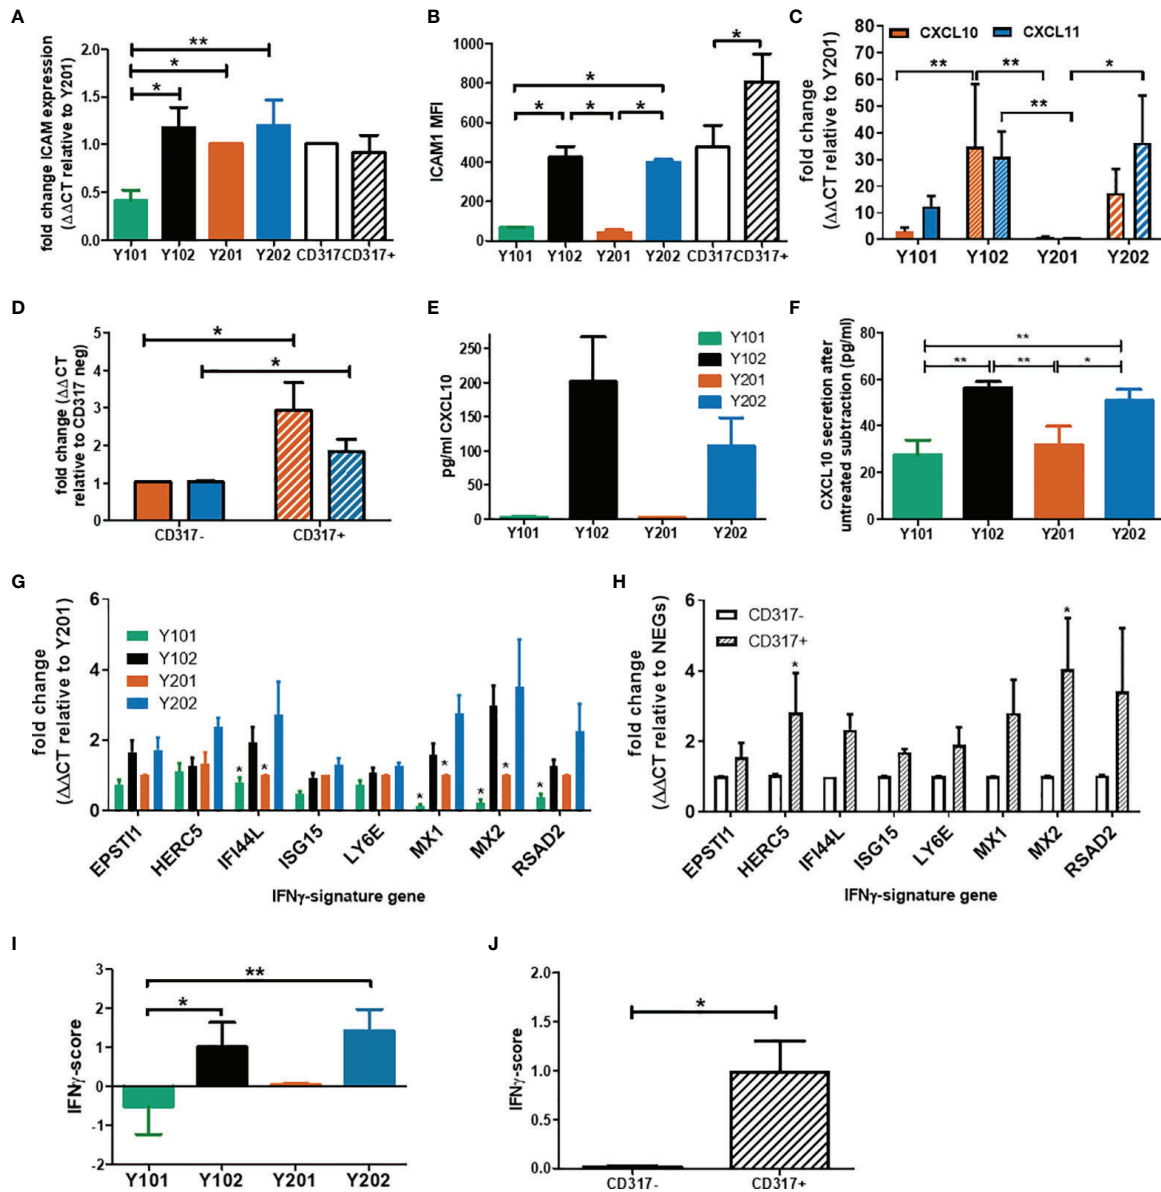 A
fold change ICAM expression
(ΔΔCT relative to Y201)
2.0
1.5
1.0
0.5
0.0
**
*
*
Y101 Y102 Y201 Y202 CD317 CD317+
B
ICAM1 MFI
1000
800
600
400
200
0
*
*
*
*
*
Y101 Y102 Y201 Y202 CD317 CD317+
C
fold change
(ΔΔCT relative to Y201)
80
70
60
50
40
30
20
10
0
CXCL10 CXCL11
** ** *
**
Y101 Y102 Y201 Y202
D
fold change (ΔΔCT
relative to CD317 neg)
5
4
3
2
1
0
*
*
CD317- CD317+
E
pg/ml CXCL10
250
200
150
100
50
0
Y101
Y102
Y201
Y202
Y101 Y102 Y201 Y202
F
CXCL10 secretion after
untreated subtraction (pg/ml)
80
60
40
20
0
**
** ** *
Y101 Y102 Y201 Y202
G
fold change
(ΔΔCT relative to Y201)
6
4
2
0
Y101
Y102
Y201
Y202
* * * * * * *
EPSTI1 HERC5 IFI44L ISG15 LY6E MX1 MX2 RSAD2
IFNγ-signature gene
H
fold change
(ΔΔCT relative to NEGs)
6
4
2
0
CD317-
CD317+
* *
EPSTI1 HERC5 IFI44L ISG15 LY6E MX1 MX2 RSAD2
IFNγ-signature gene
I
IFNγ-score
3
2
1
0
-1
-2
**
*
Y101 Y102 Y201 Y202
J
IFNγ-score
2.0
1.5
1.0
0.5
0.0
*
CD317- CD317+